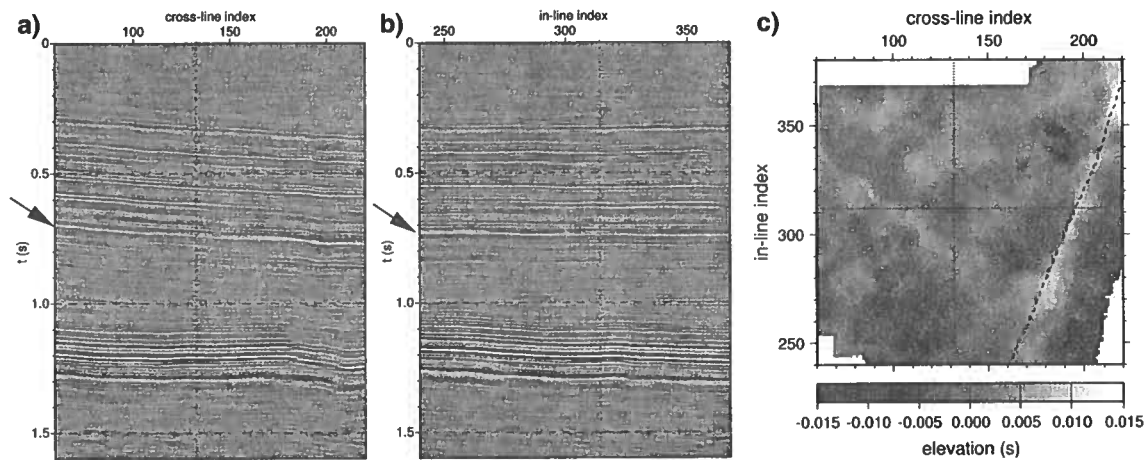 a)
cross-line index
100 150 200
0
0.5
1.0
1.5
t (s)
b)
in-line index
250 300 350
0
0.5
1.0
1.5
t (s)
c)
cross-line index
100 150 200
350
300
250
in-line index
-0.015 -0.010 -0.005 0.000 0.005 0.010 0.015
elevation (s)